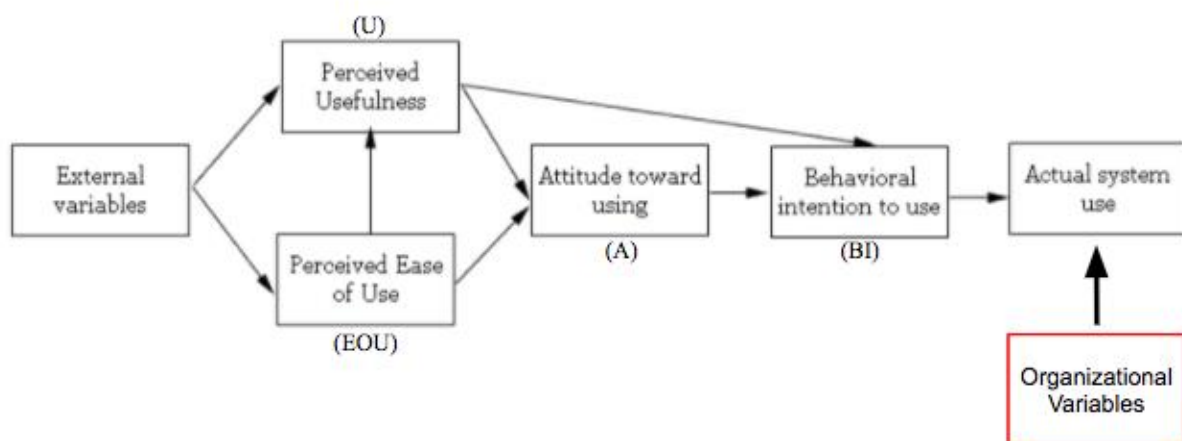 (U)
Perceived
Usefulness
External
variables
Perceived Ease
of Use
(EOU)
Attitude toward
using
(A)
Behavioral
intention to use
(BI)
Actual system
use
Organizational
Variables